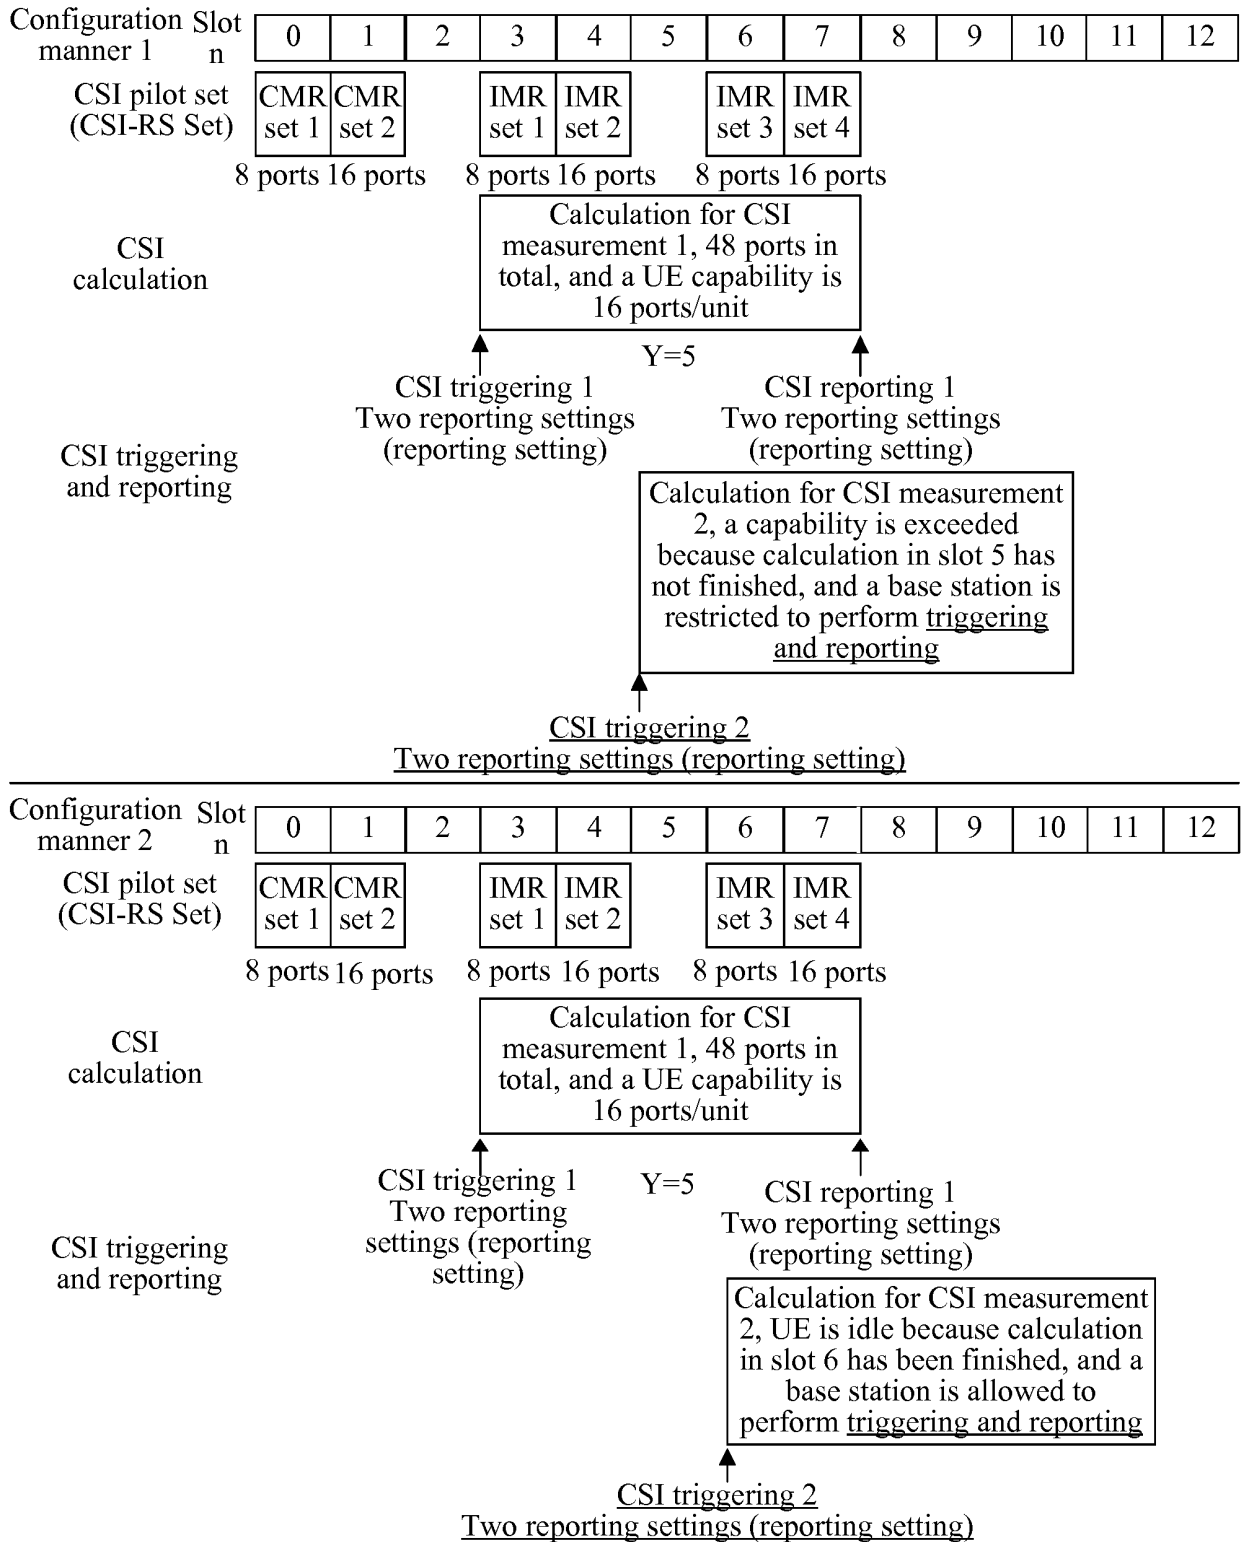 Configuration Slot
manner 1 n
0 1 2 3 4 5 6 7 8 9 10 11 12
CSI pilot set
(CSI-RS Set)
CMR CMR IMR IMR IMR IMR
set 1 set 2 set 1 set 2 set 3 set 4
8 ports 16 ports 8 ports 16 ports 8 ports 16 ports
CSI
calculation
Calculation for CSI
measurement 1, 48 ports in
total, and a UE capability is
16 ports/unit
Y=5
CSI triggering
and reporting
CSI triggering 1
Two reporting settings
(reporting setting)
CSI reporting 1
Two reporting settings
(reporting setting)
Calculation for CSI measurement
2, a capability is exceeded
because calculation in slot 5 has
not finished, and a base station is
restricted to perform triggering
and reporting
CSI triggering 2
Two reporting settings (reporting setting)
Configuration Slot
manner 2 n
0 1 2 3 4 5 6 7 8 9 10 11 12
CSI pilot set
(CSI-RS Set)
CMR CMR IMR IMR IMR IMR
set 1 set 2 set 1 set 2 set 3 set 4
8 ports 16 ports 8 ports 16 ports 8 ports 16 ports
CSI
calculation
Calculation for CSI
measurement 1, 48 ports in
total, and a UE capability is
16 ports/unit
Y=5
CSI triggering
and reporting
CSI triggering 1
Two reporting
settings (reporting
setting)
CSI reporting 1
Two reporting settings
(reporting setting)
Calculation for CSI measurement
2, UE is idle because calculation
in slot 6 has been finished, and a
base station is allowed to
perform triggering and reporting
CSI triggering 2
Two reporting settings (reporting setting)